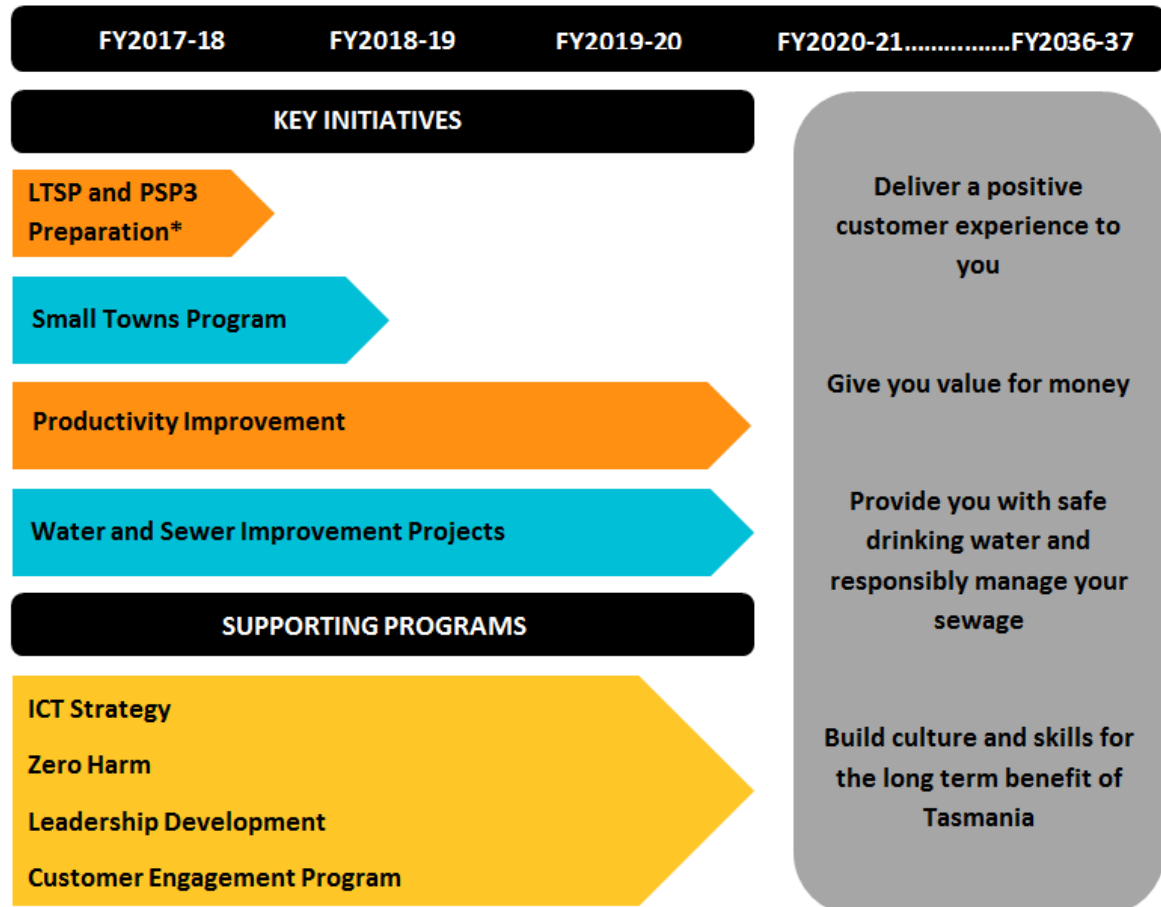 FY2017-18 FY2018-19 FY2019-20 FY2020-21................FY2036-37
KEY INITIATIVES
LTSP and PSP3
Preparation*
Small Towns Program
Productivity Improvement
Water and Sewer Improvement Projects
SUPPORTING PROGRAMS
ICT Strategy
Zero Harm
Leadership Development
Customer Engagement Program
Deliver a positive
customer experience to
you
Give you value for money
Provide you with safe
drinking water and
responsibly manage your
sewage
Build culture and skills for
the long term benefit of
Tasmania